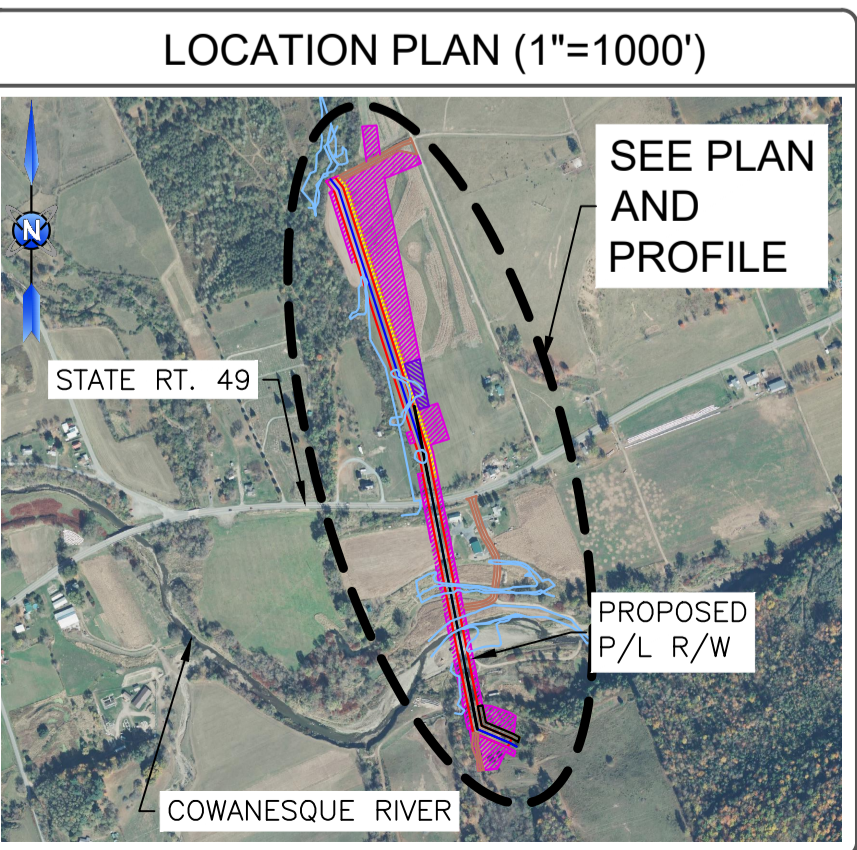 LOCATION PLAN (1"=1000')
SEE PLAN
AND
PROFILE
N
STATE RT. 49
PROPOSED
P/L R/W
COWANESQUE RIVER